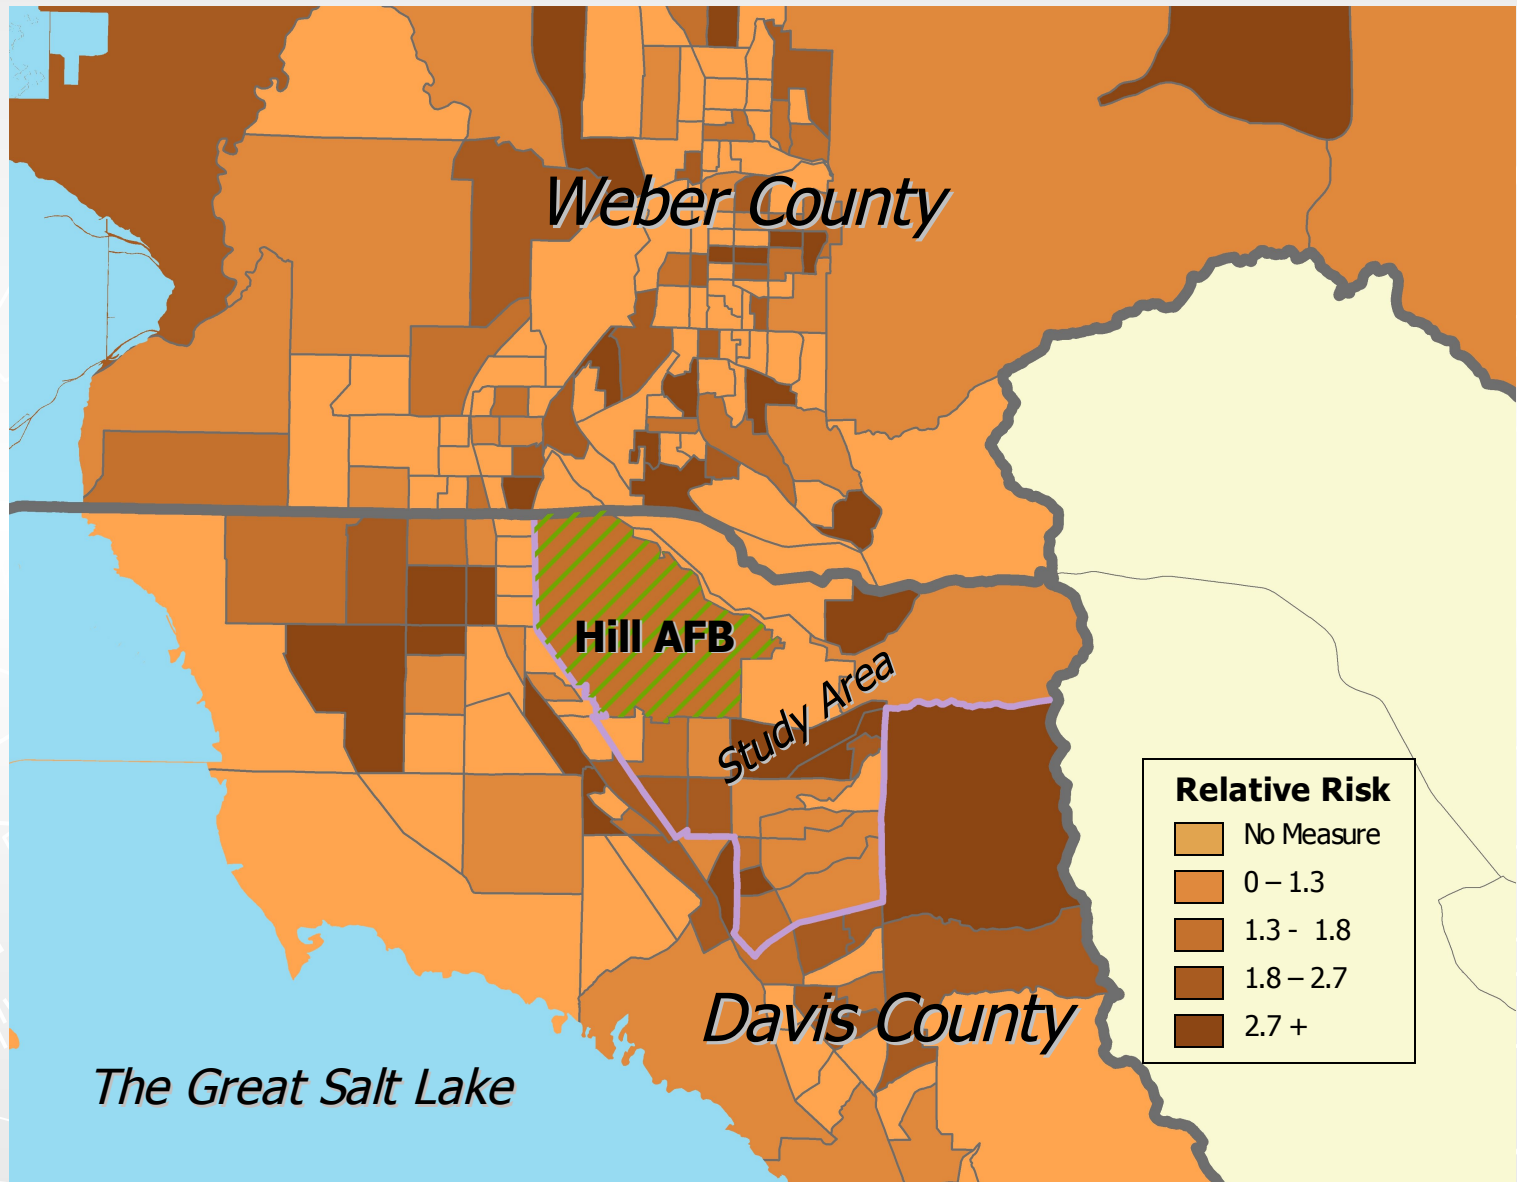 Weber County
Hill AFB
Study Area
Relative Risk
No Measure
0 – 1.3
1.3 -  1.8
1.8 – 2.7
2.7 +
Davis County
The Great Salt Lake